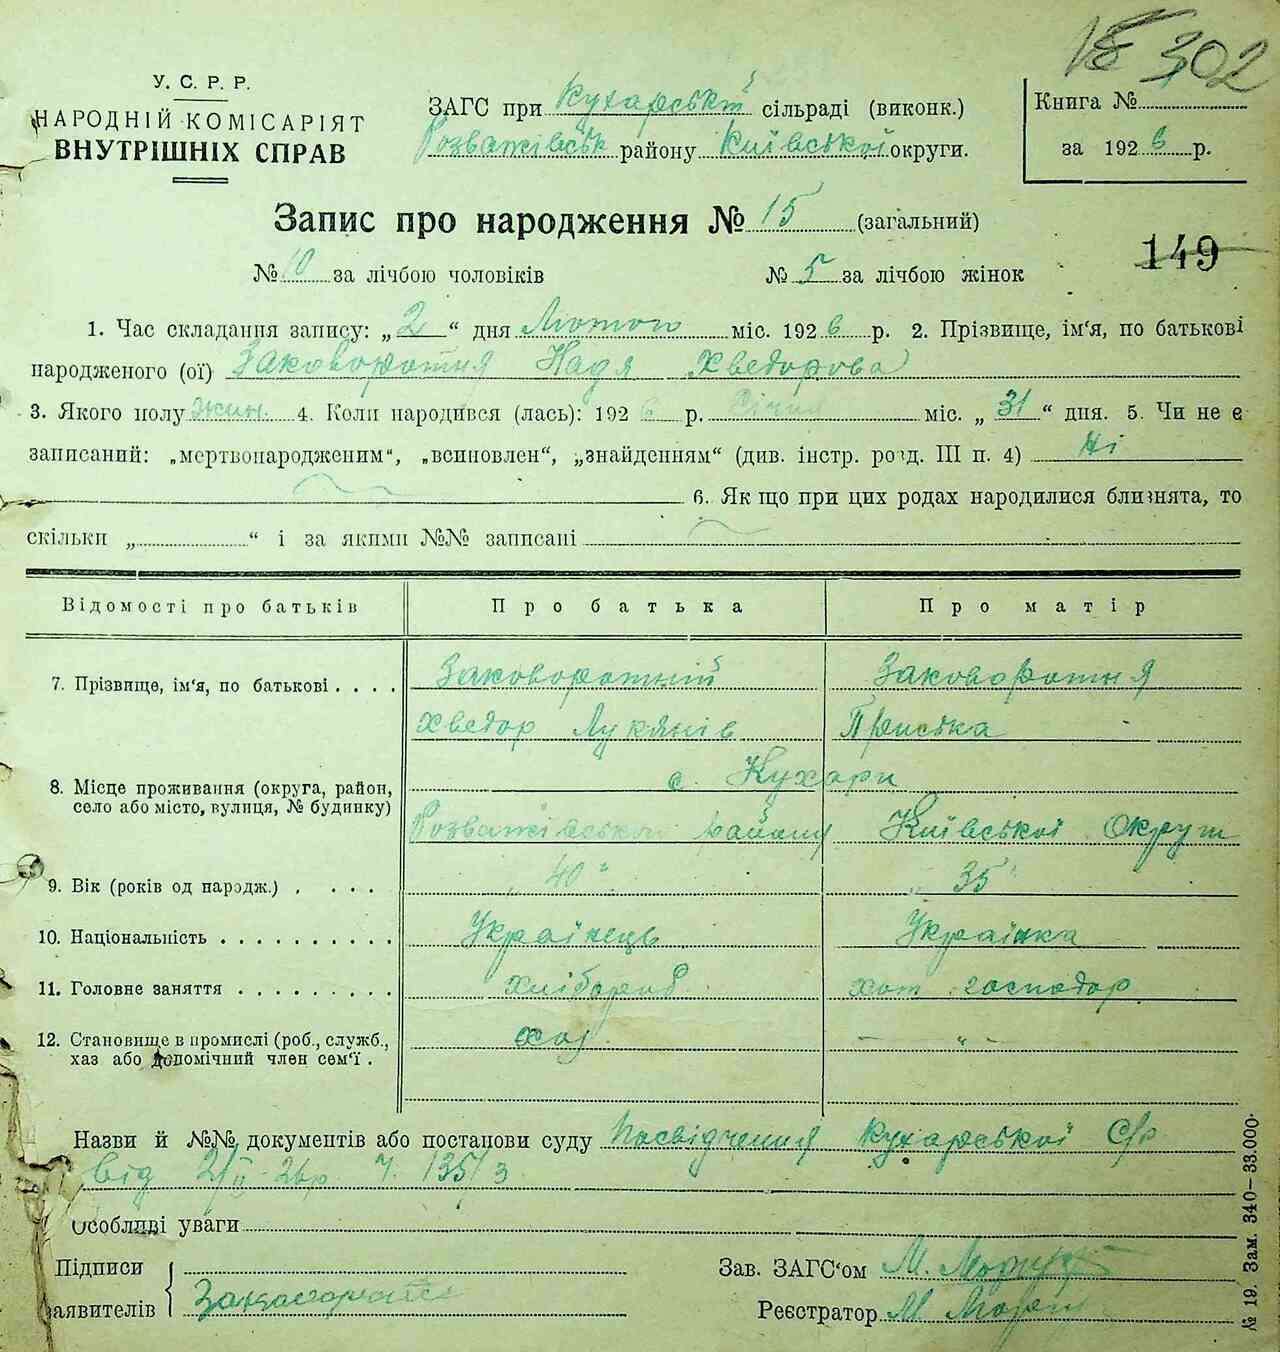 302
У. С. Р. Р.
НАРОДНІЙ КОМІСАРІЯТ
ВНУТРІШНІХ СПРАВ
ЗАГС при Кухарській сільраді (виконк.)
Розважівськ району Київської округи.
Книга №
за 1926 р.
Запис про народження № 15 (загальний)
149
№ 10 за лічбою чоловіків № 5 за лічбою жінок
1. Час складання запису: „2“ дня Лютого міс. 1926 р. 2. Прізвище, ім'я, по батькові
народженого (ої) Заковоротня Надя Хведорова
3. Якого полу жін. 4. Коли народився (лась): 1926 р. Січня міс. „31“ дня. 5. Чи не є
записаний: „мертвонародженим“, „всиновлен“, „знайденням“ (див. інстр. розд. III п. 4) Ні
6. Як що при цих родах народилися близнята, то
скільки „ “ і за якими №№ записані
Відомості про батьків Про батька Про матір
7. Прізвище, ім'я, по батькові . . . . Заковоротній Заковоротня
Хведор Лукянів Приська
8. Місце проживання (округа, район, село або місто, вулиця, № будинку) с. Кухари
Розважівського району Київської Округи
9. Вік (років од народж.) . . . . „40“ „35“
10. Національність . . . . . . . . . . Українець Українка
11. Головне заняття . . . . . . . . . хлібороб хат. господар
12. Становище в промислі (роб., служб., хаз або допомічний член сем'ї . хаз — „ -
Назви й №№ документів або постанови суду Посвідчення Кухарської С/р
від 2/II-26р. Ч. 135/3
Особливі уваги
Підписи
заявителів
Зав. ЗАГС'ом М.
Реєстратор М.
№ 19. Зам. 340—33.000.